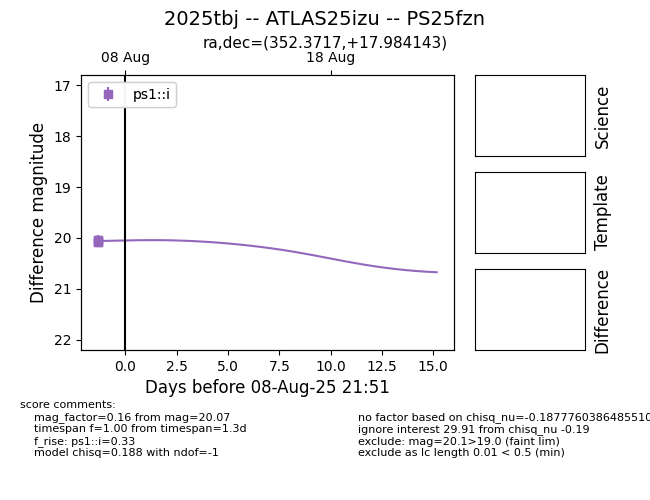 2025tbj -- ATLAS25izu -- PS25fzn
ra,dec=(352.3717,+17.984143)
08 Aug
18 Aug
ps1::i
17
18
19
20
21
22
Difference magnitude
0.0
2.5
5.0
7.5
10.0
12.5
15.0
Days before 08-Aug-25 21:51
Science
Template
Difference
score comments:
mag_factor=0.16 from mag=20.07
timespan f=1.00 from timespan=1.3d
f_rise: ps1::i=0.33
model chisq=0.188 with ndof=-1
no factor based on chisq_nu=-0.1877760386485510
ignore interest 29.91 from chisq_nu -0.19
exclude: mag=20.1>19.0 (faint lim)
exclude as lc length 0.01 < 0.5 (min)